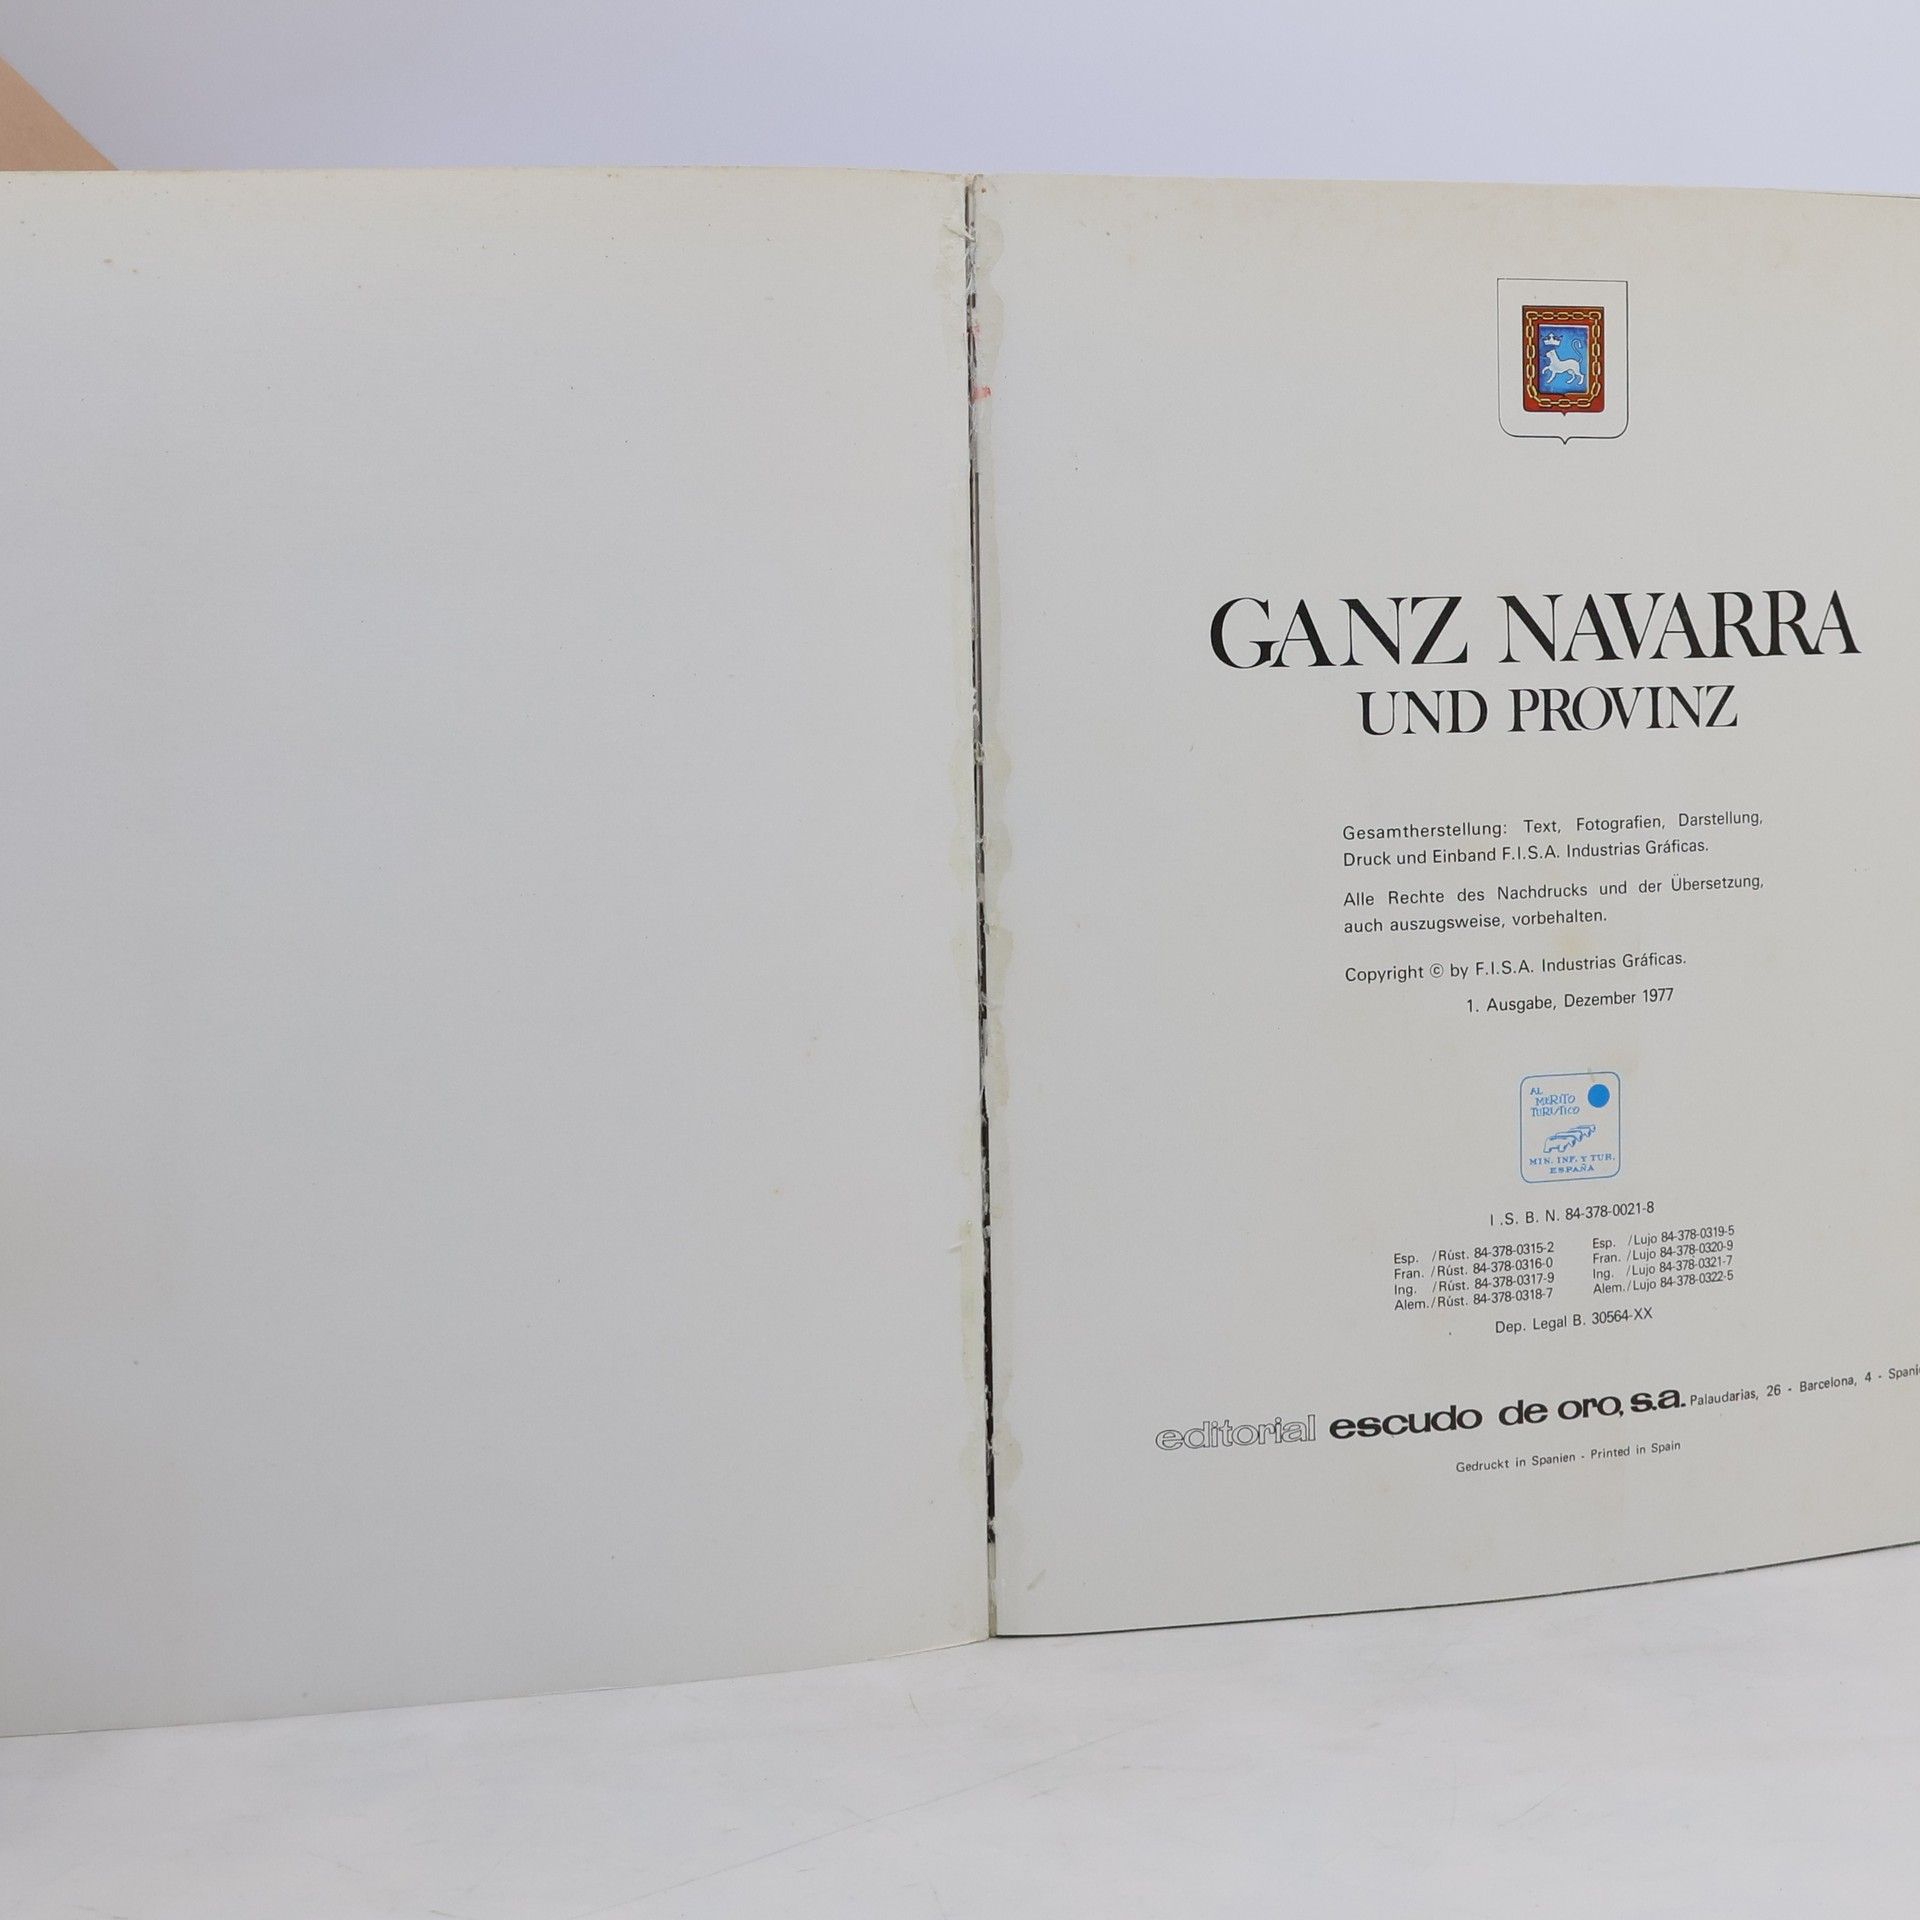 GANZ NAVARRA
UND PROVINZ
Gesamtherstellung: Text, Fotografien, Darstellung,
Druck und Einband F.I.S.A. Industrias Gráficas.
Alle Rechte des Nachdrucks und der Übersetzung,
auch auszugsweise, vorbehalten.
Copyright © by F.I.S.A. Industrias Gráficas.
1. Ausgabe, Dezember 1977
AL
MERITO
TURISTICO
MIN. INF. Y TUR.
ESPAÑA
I .S. B. N. 84-378-0021-8
Esp. /Rúst. 84-378-0315-2 Esp. /Lujo 84-378-0319-5
Fran. /Rúst. 84-378-0316-0 Fran. /Lujo 84-378-0320-9
Ing. /Rúst. 84-378-0317-9 Ing. /Lujo 84-378-0321-7
Alem./Rúst. 84-378-0318-7 Alem./Lujo 84-378-0322-5
Dep. Legal B. 30564-XX
editorial escudo de oro, s.a. Palaudarias, 26 - Barcelona, 4 -
Gedruckt in Spanien - Printed in Spain